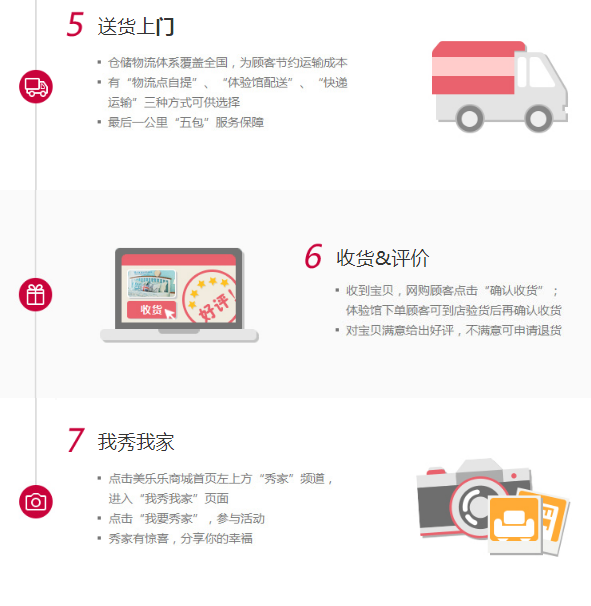 5 送货上门
仓储物流体系覆盖全国，为顾客节约运输成本
有“物流点自提”、“体验馆配送”、“快递
运输”三种方式可供选择
最后一公里“五包”服务保障
6 收货&评价
收到宝贝，网购顾客点击“确认收货”；
体验馆下单顾客可到店验货后再确认收货
对宝贝满意给出好评，不满意可申请退货
收货
好评！
7 我秀我家
点击美乐乐商城首页左上方“秀家”频道，
进入“我秀我家”页面
点击“我要秀家”，参与活动
秀家有惊喜，分享你的幸福